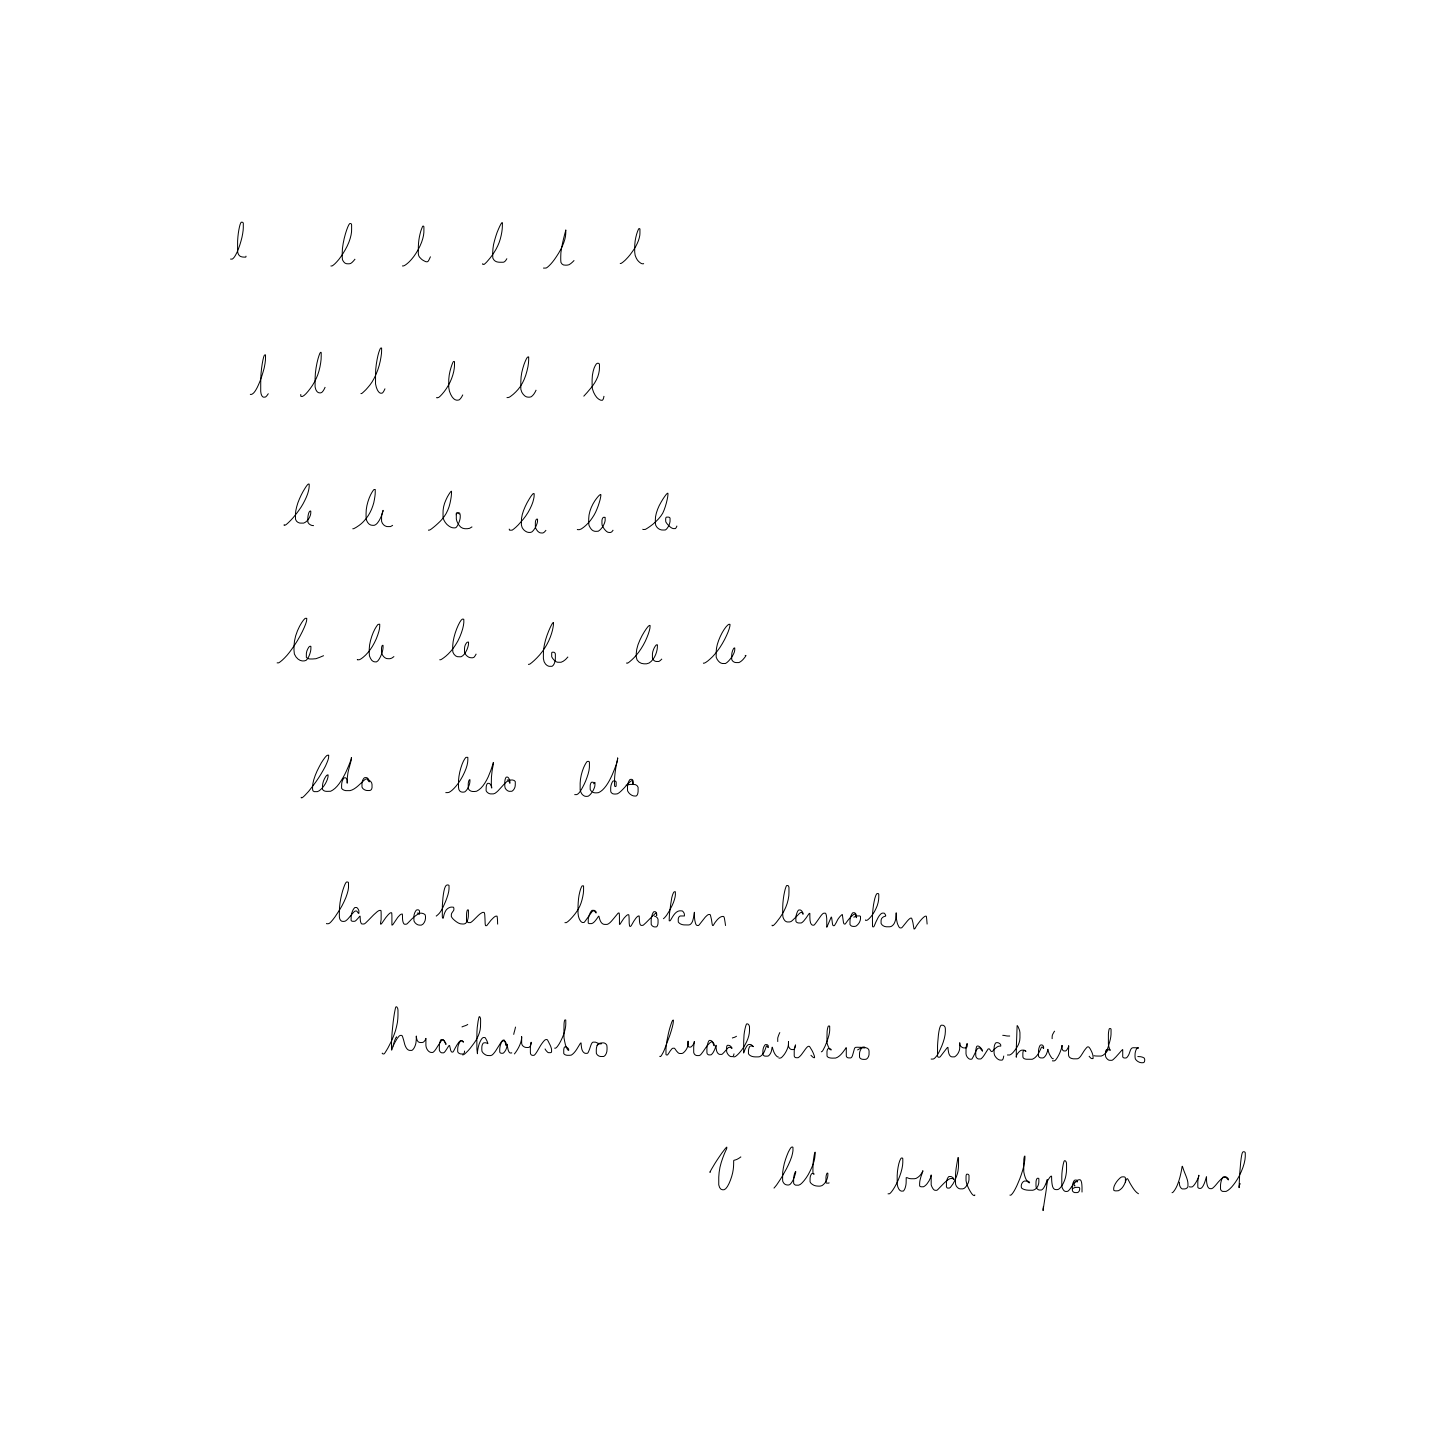 l l l l l l
l l l l l l
le le le le le le
le le le le le le
leto leto leto
lamoken lamoken lamoken
hračkárstvo hračkárstvo hračkárstvo
V lete bude teplo a such